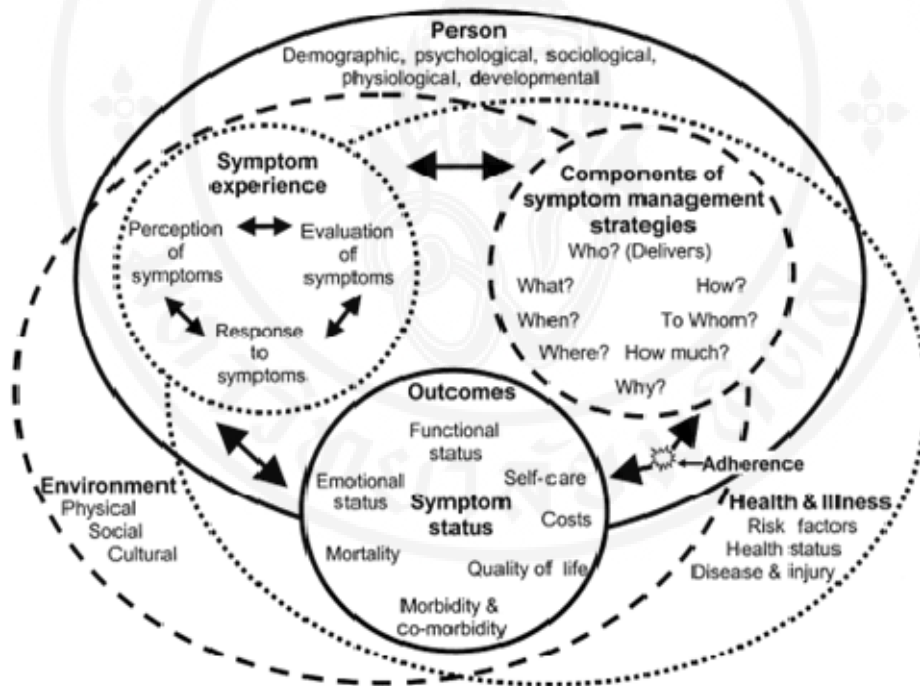 Person
Demographic, psychological, sociological,
physiological, developmental
Symptom
experience
Perception
of
symptoms
Evaluation
of
symptoms
Response
to
symptoms
Components of
symptom management
strategies
Who? (Delivers)
What?
How?
When?
To Whom?
Where?
How much?
Why?
Outcomes
Functional
status
Emotional
status
Self-care
Symptom
status
Costs
Mortality
Quality of life
Morbidity &
co-morbidity
Adherence
Environment
Physical
Social
Cultural
Health & Illness
Risk factors
Health status
Disease & injury